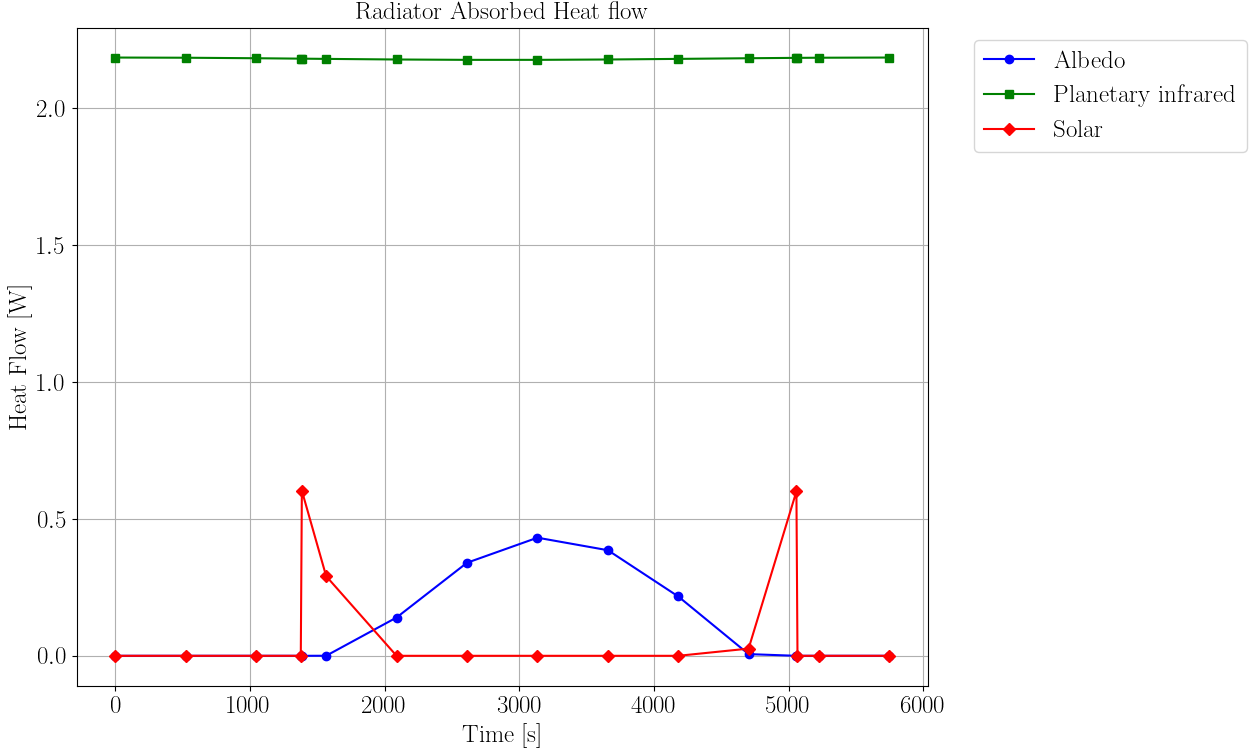 Radiator Absorbed Heat flow
Albedo
Planetary infrared
Solar
Heat Flow [W]
2.0
1.5
1.0
0.5
0.0
0
1000
2000
3000
4000
5000
6000
Time [s]